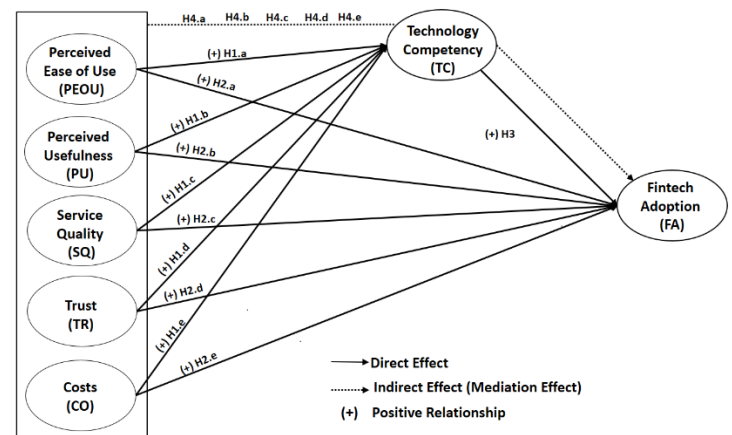 H4.a H4.b H4.c H4.d H4.e
Perceived
Ease of Use
(PEOU)
Perceived
Usefulness
(PU)
Service
Quality
(SQ)
Trust
(TR)
Costs
(CO)
(+) H1.a
(+) H2.a
(+) H1.b
(+) H2.b
(+) H1.c
(+) H2.c
(+) H1.d
(+) H2.d
(+) H1.e
(+) H2.e
Technology
Competency
(TC)
(+) H3
Fintech
Adoption
(FA)
Direct Effect
Indirect Effect (Mediation Effect)
(+) Positive Relationship